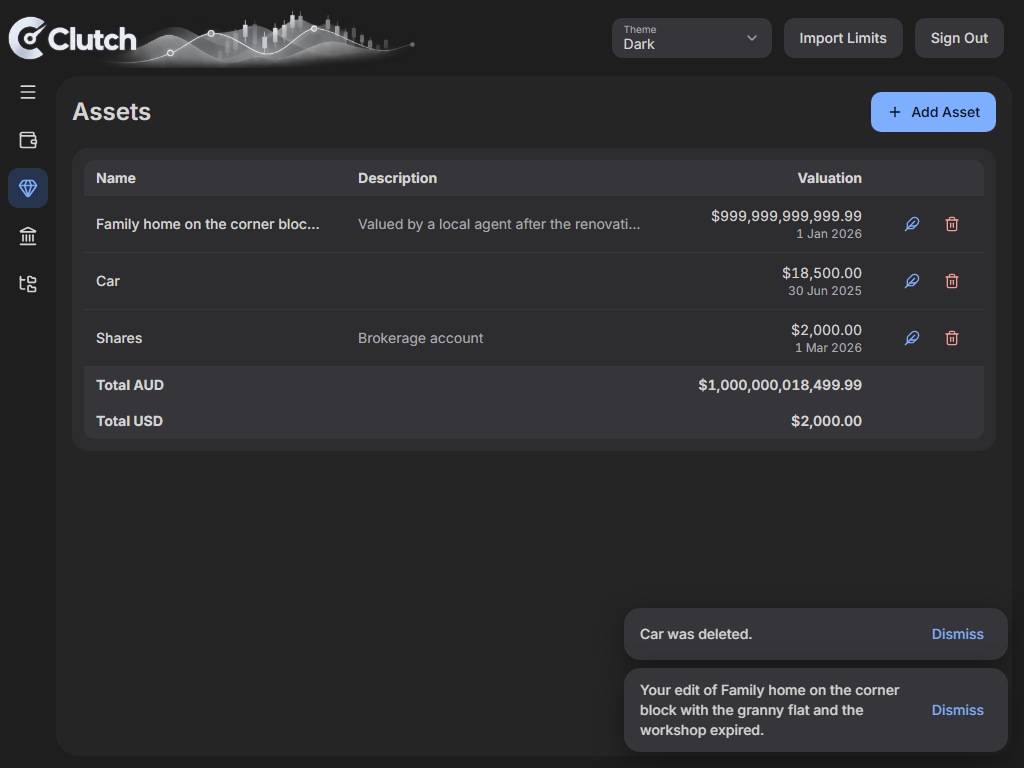 Clutch
Theme
Dark
Import Limits
Sign Out
Assets
Add Asset
Name Description Valuation
Family home on the corner bloc... Valued by a local agent after the renovati... $999,999,999,999.99
1 Jan 2026
Car $18,500.00
30 Jun 2025
Shares Brokerage account $2,000.00
1 Mar 2026
Total AUD $1,000,000,018,499.99
Total USD $2,000.00
Car was deleted. Dismiss
Your edit of Family home on the corner
block with the granny flat and the Dismiss
workshop expired.